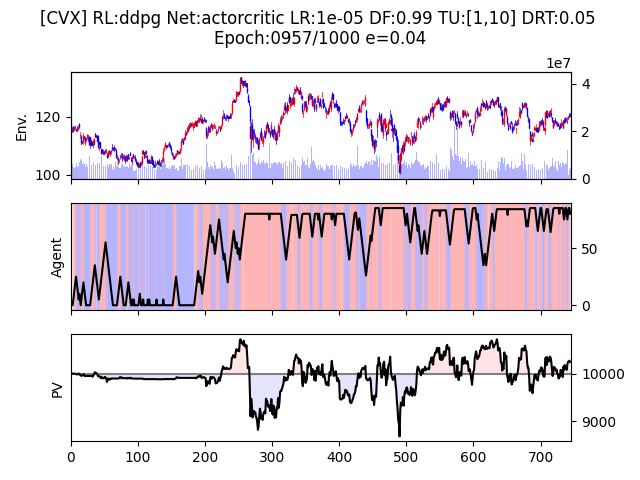 [CVX] RL:ddpg Net:actorcritic LR:1e-05 DF:0.99 TU:[1,10] DRT:0.05
Epoch:0957/1000 e=0.04
1e7
Env.
120
100
4
2
0
Agent
50
0
PV
10000
9000
0 100 200 300 400 500 600 700